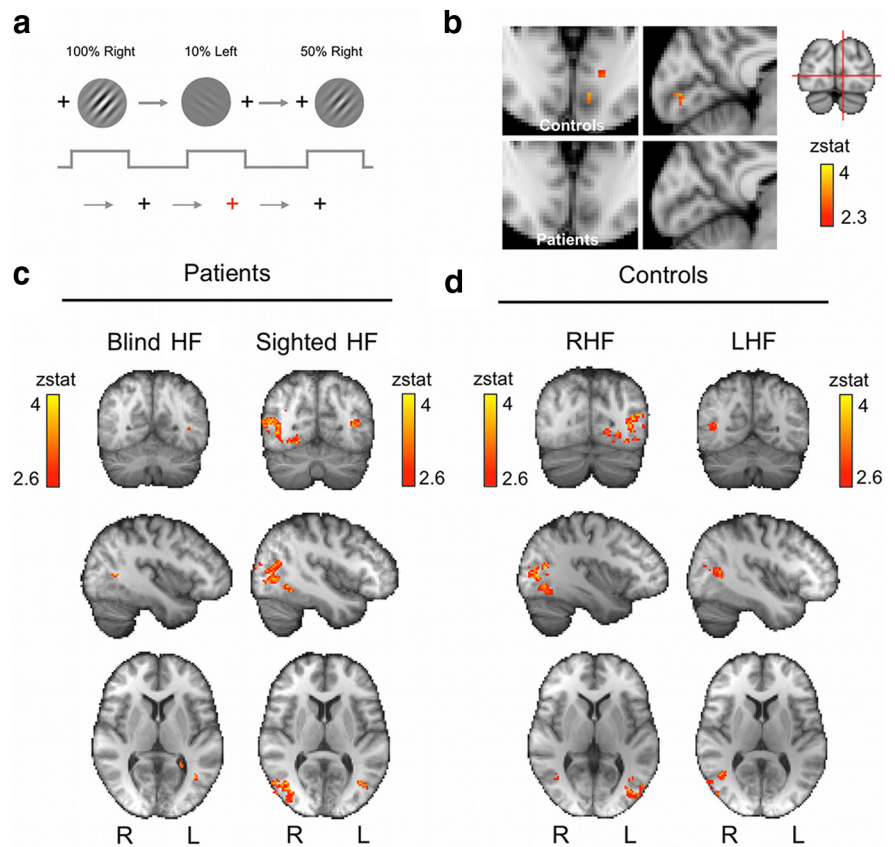 a
100% Right 10% Left 50% Right
+ + +
+ + +
b
Controls
Patients
zstat
4
2.3
c
Patients
Blind HF Sighted HF
zstat
4
2.6
zstat
4
2.6
R L R L
d
Controls
RHF LHF
zstat
4
2.6
zstat
4
2.6
R L R L